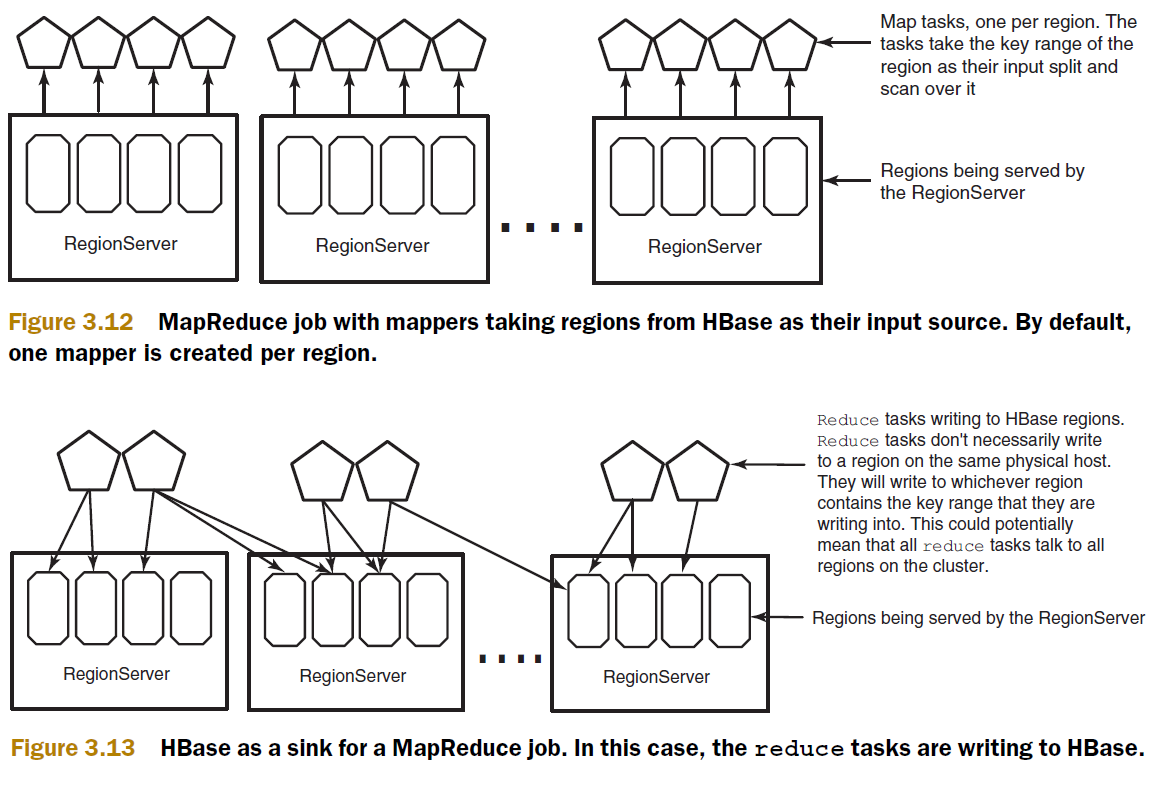 Map tasks, one per region. The
tasks take the key range of the
region as their input split and
scan over it
Regions being served by
the RegionServer
RegionServer
RegionServer
RegionServer
Figure 3.12 MapReduce job with mappers taking regions from HBase as their input source. By default,
one mapper is created per region.
Reduce tasks writing to HBase regions.
Reduce tasks don't necessarily write
to a region on the same physical host.
They will write to whichever region
contains the key range that they are
writing into. This could potentially
mean that all reduce tasks talk to all
regions on the cluster.
Regions being served by the RegionServer
RegionServer
RegionServer
RegionServer
Figure 3.13 HBase as a sink for a MapReduce job. In this case, the reduce tasks are writing to HBase.